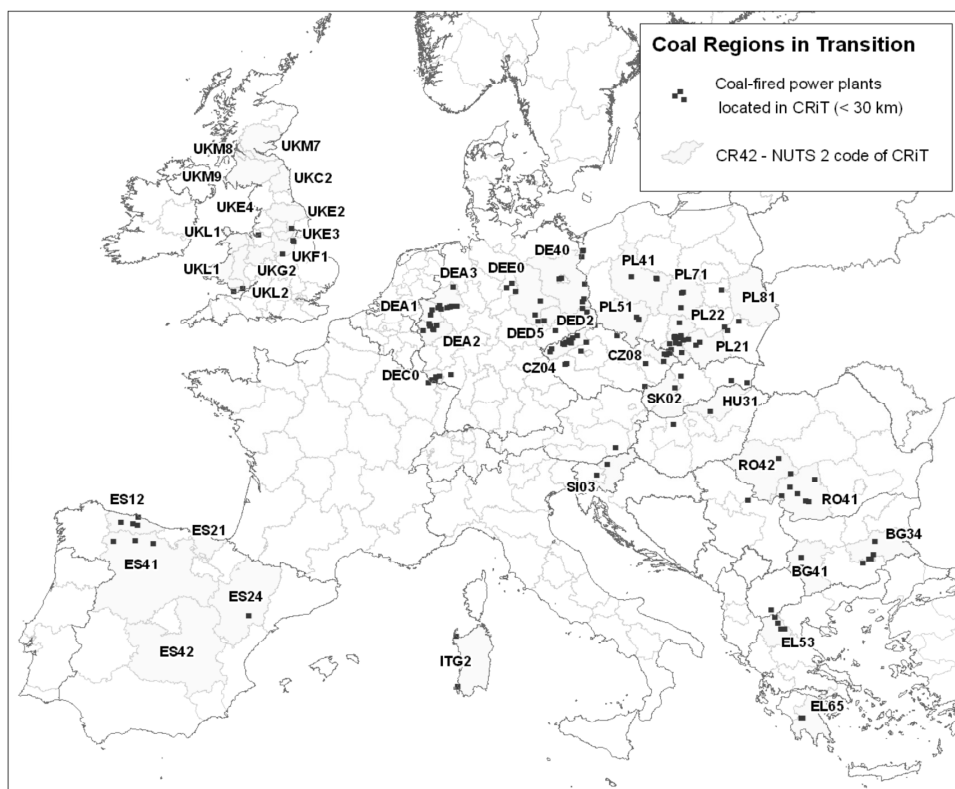 Coal Regions in Transition
Coal-fired power plants
located in CRiT (< 30 km)
CR42 - NUTS 2 code of CRiT
UKM8
UKM7
UKM9
UKC2
UKE4
UKE2
UKL1
UKE3
UKF1
UKL1
UKG2
UKL2
DE40
DEA3
DEE0
PL41
PL71
DEA1
PL51
PL81
DED2
PL22
DED5
DEA2
PL21
CZ08
CZ04
DEC0
SK02
HU31
RO42
SI03
RO41
ES12
ES21
BG34
ES41
BG41
ES24
EL53
ES42
ITG2
EL65